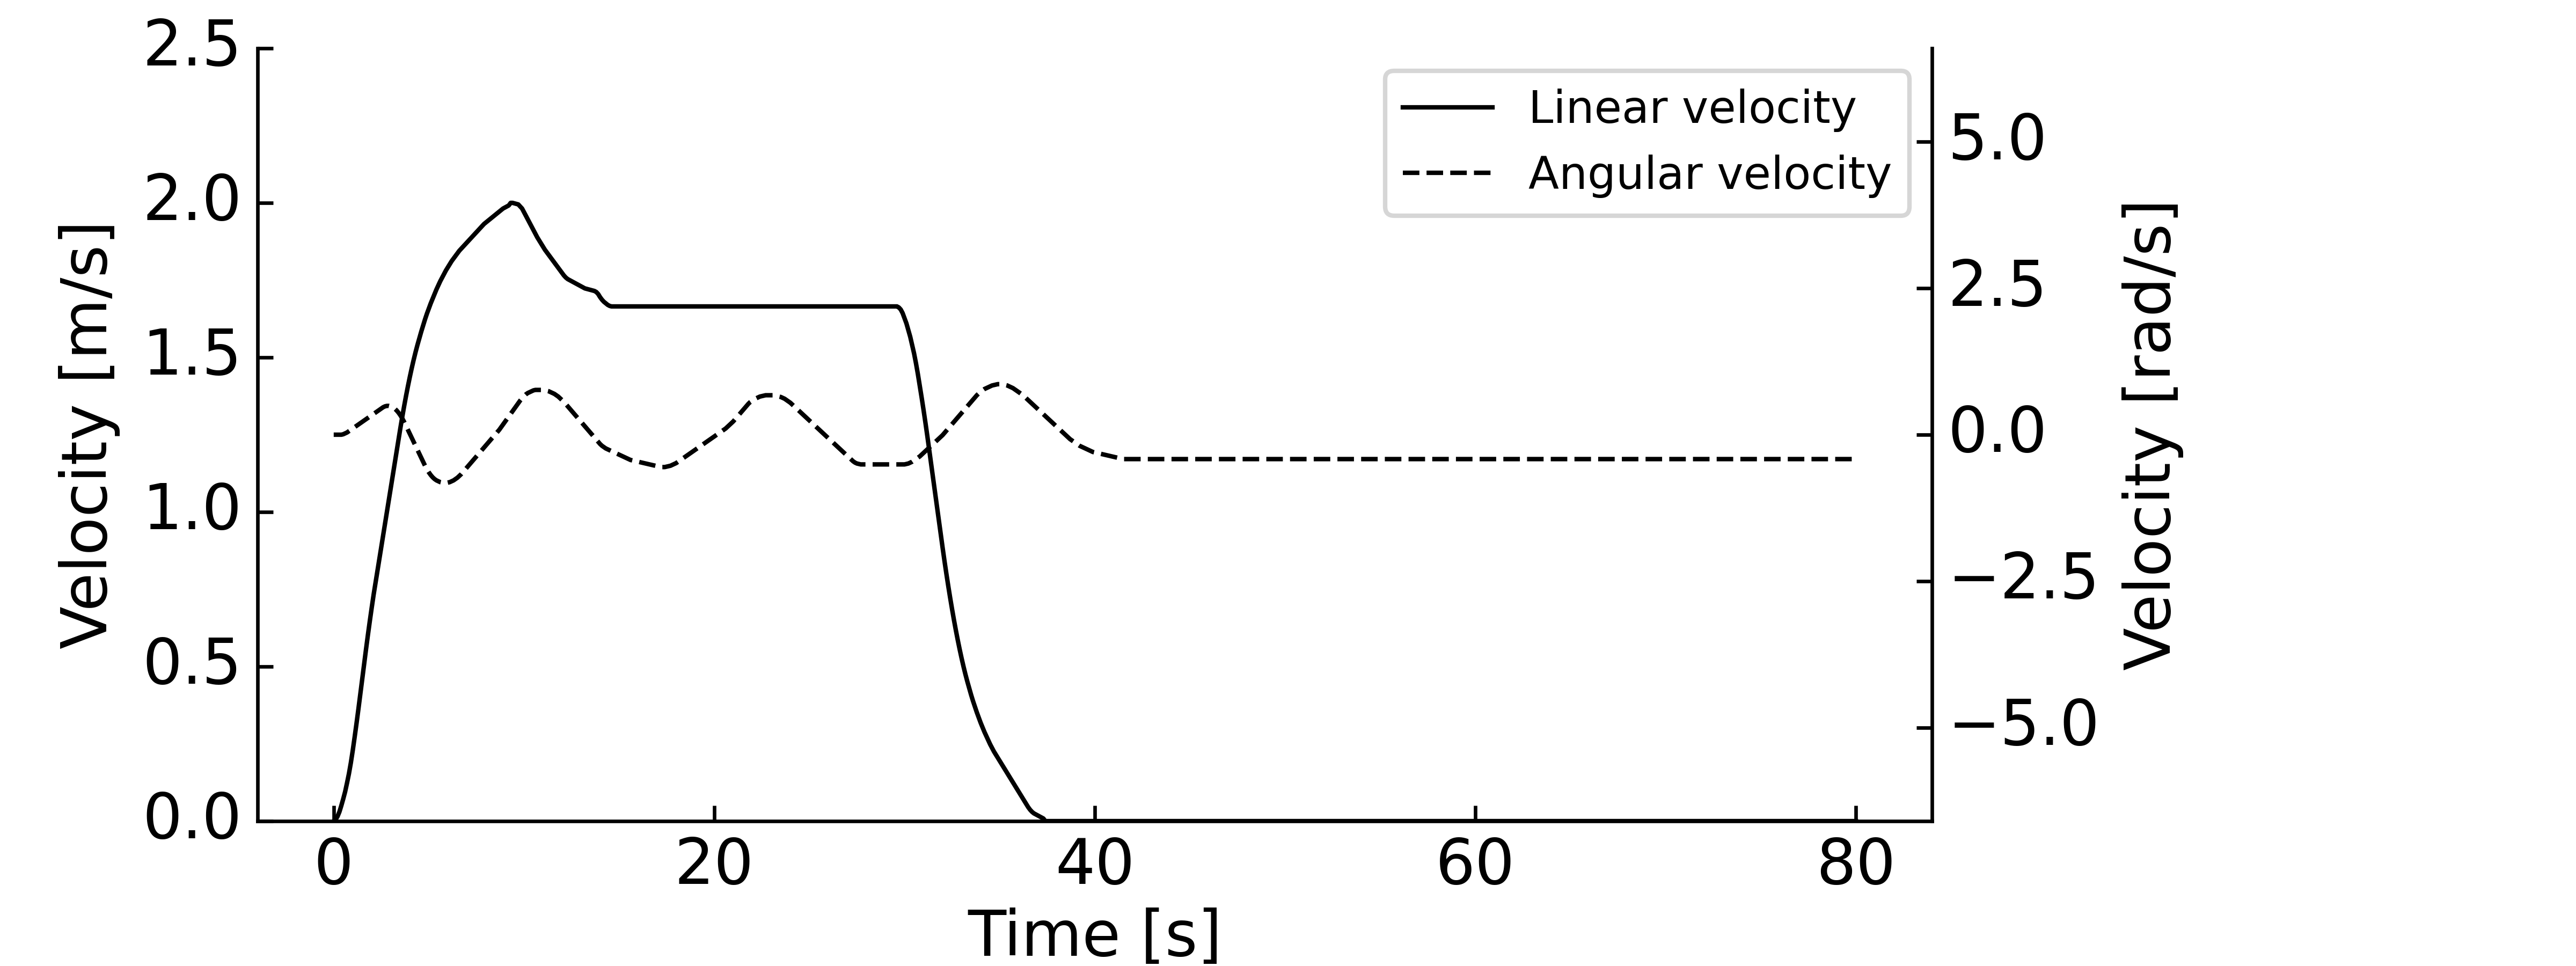 Velocity [m/s]
2.5
2.0
1.5
1.0
0.5
0.0
Linear velocity
Angular velocity
5.0
2.5
0.0
−2.5
−5.0
Velocity [rad/s]
0 20 40 60 80
Time [s]